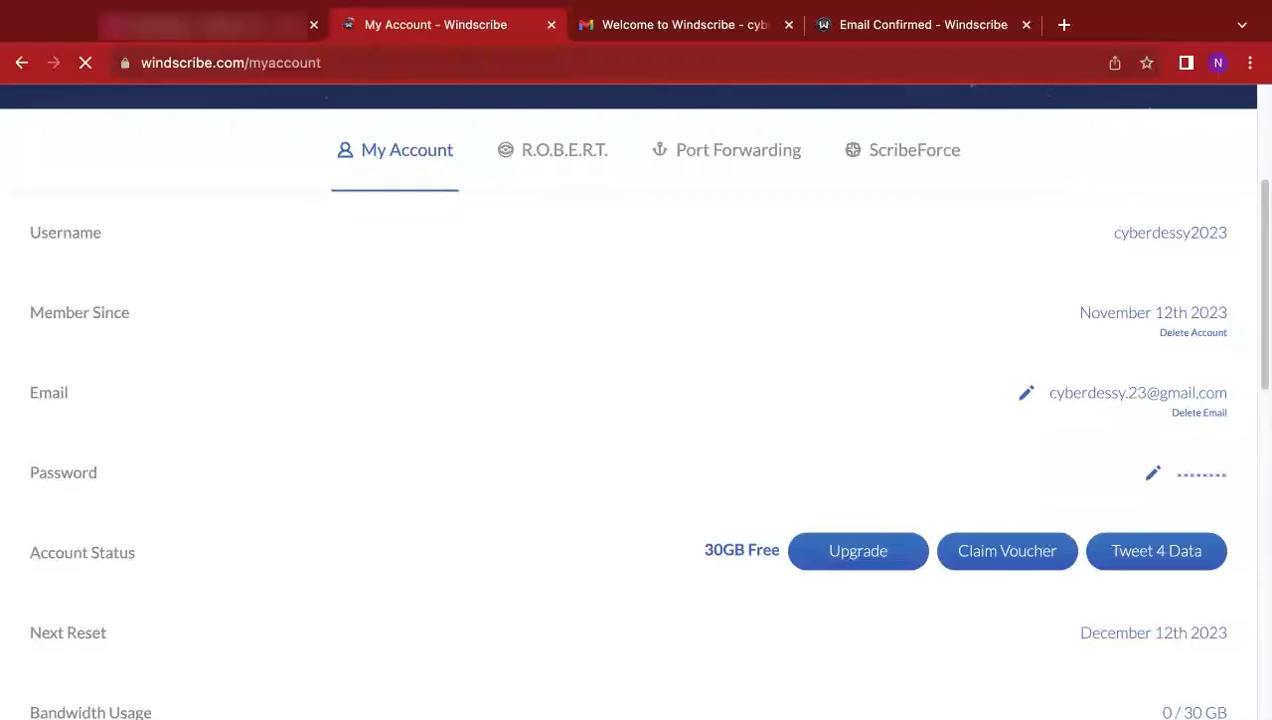 My Account - Windscribe
Welcome to Windscribe - cyb
Email Confirmed - Windscribe
windscribe.com/myaccount
N
My Account
R.O.B.E.R.T.
Port Forwarding
ScribeForce
Username
cyberdessy2023
Member Since
November 12th 2023
Delete Account
Email
cyberdessy.23@gmail.com
Delete Email
Password
********
Account Status
30GB Free
Upgrade
Claim Voucher
Tweet 4 Data
Next Reset
December 12th 2023
Bandwidth Usage
0 / 30 GB